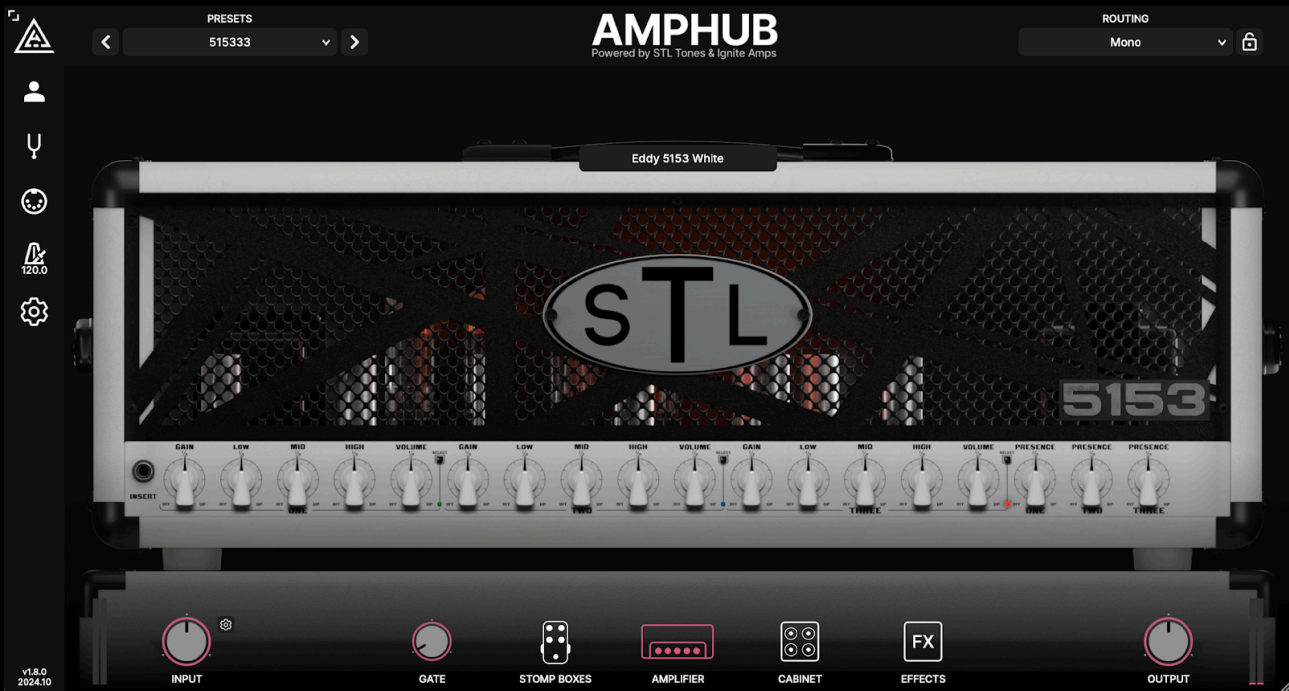 PRESETS
515333
AMPHUB
Powered by STL Tones & Ignite Amps
ROUTING
Mono
120.0
Eddy 5153 White
STL
5153
GAIN LOW MID HIGH VOLUME GAIN LOW MID HIGH VOLUME GAIN LOW MID HIGH VOLUME PRESENCE PRESENCE PRESENCE
SELECT SELECT SELECT
INSERT
ONE TWO THREE ONE TWO THREE
INPUT
GATE
STOMP BOXES
AMPLIFIER
CABINET
FX
EFFECTS
OUTPUT
v1.8.0
2024.10